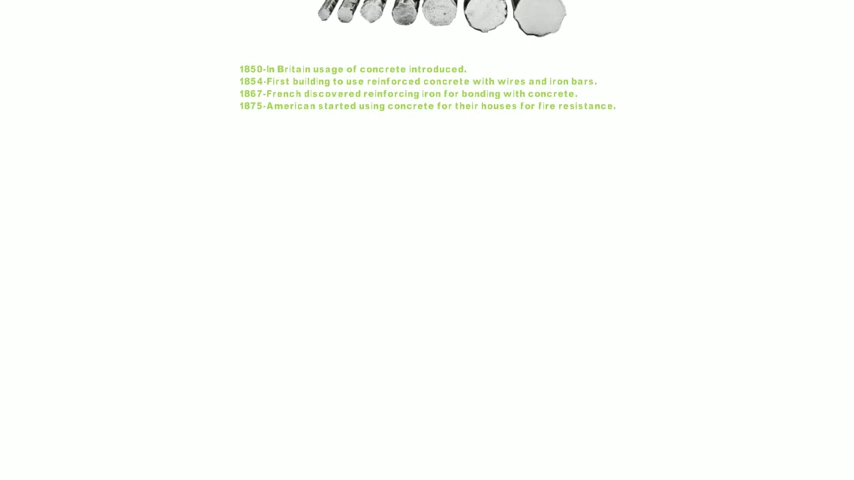 1850-In Britain usage of concrete introduced.
1854-First building to use reinforced concrete with wires and iron bars.
1867-French discovered reinforcing iron for bonding with concrete.
1875-American started using concrete for their houses for fire resistance.